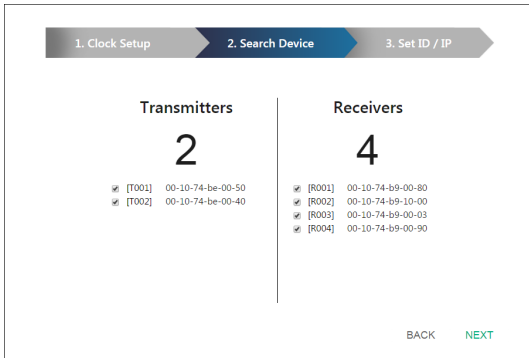 1. Clock Setup
2. Search Device
3. Set ID / IP
Transmitters
2
[T001] 00-10-74-be-00-50
[T002] 00-10-74-be-00-40
Receivers
4
[R001] 00-10-74-b9-00-80
[R002] 00-10-74-b9-10-00
[R003] 00-10-74-b9-00-03
[R004] 00-10-74-b9-00-90
BACK
NEXT